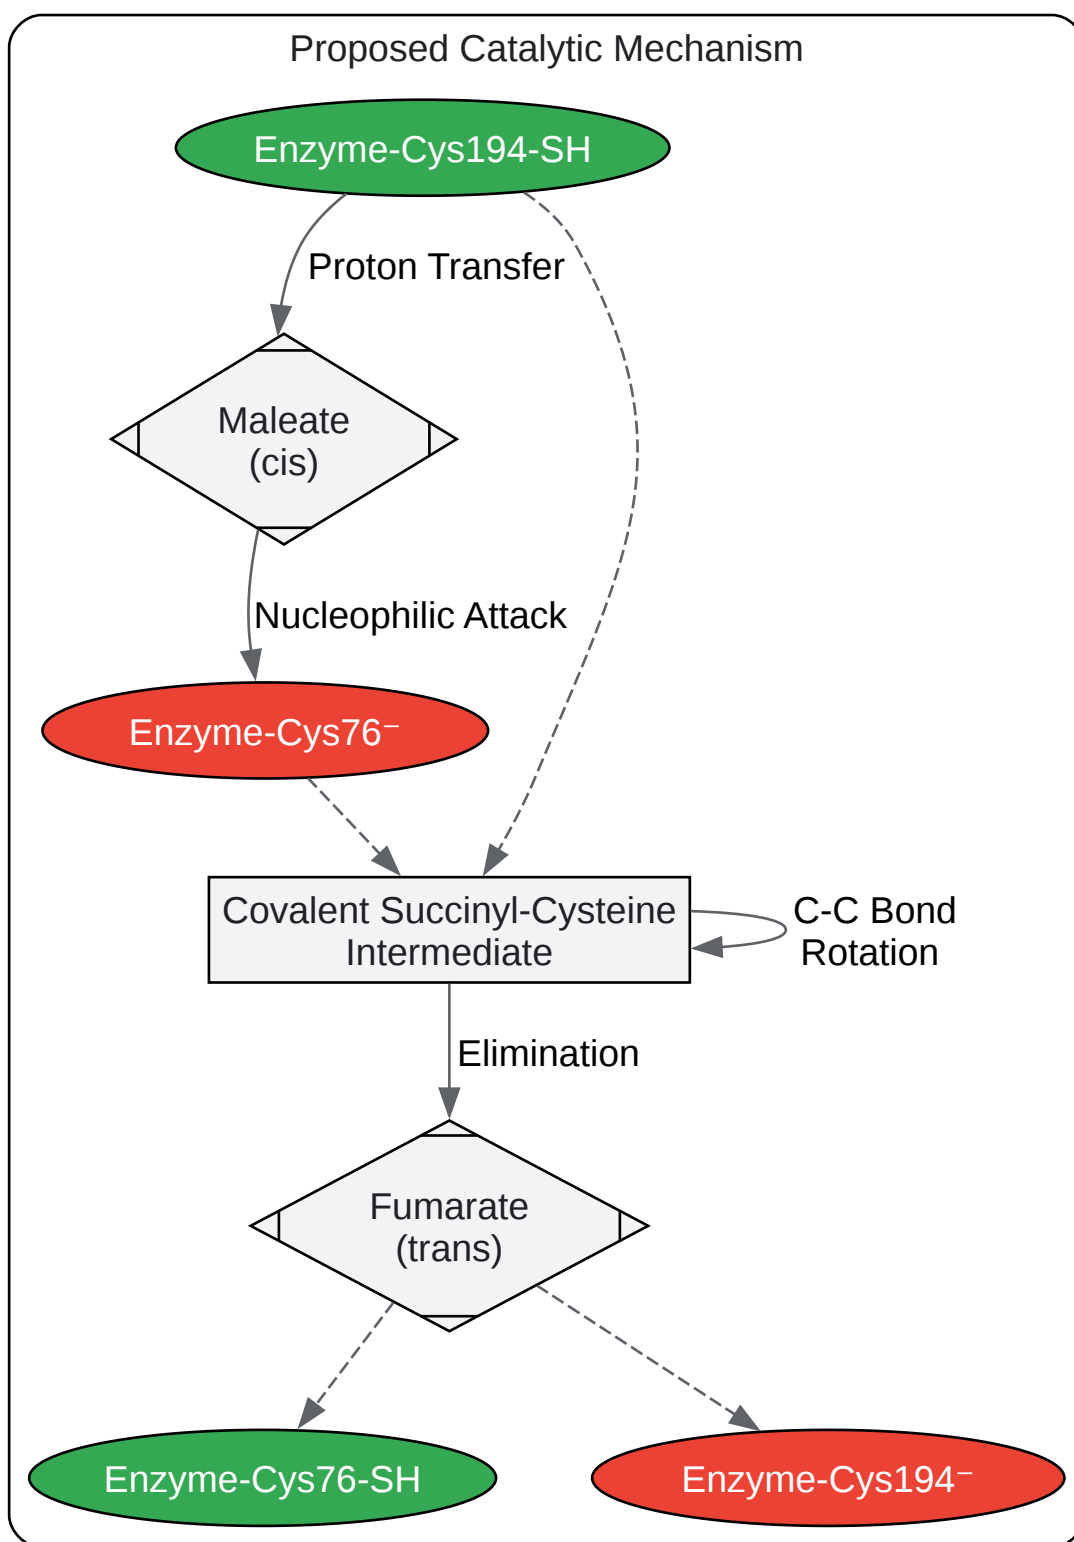 Proposed Catalytic Mechanism
Enzyme-Cys194-SH
Proton Transfer
Maleate
(cis)
Nucleophilic Attack
Enzyme-Cys76⁻
Covalent Succinyl-Cysteine
Intermediate
C-C Bond
Rotation
Elimination
Fumarate
(trans)
Enzyme-Cys76-SH
Enzyme-Cys194⁻